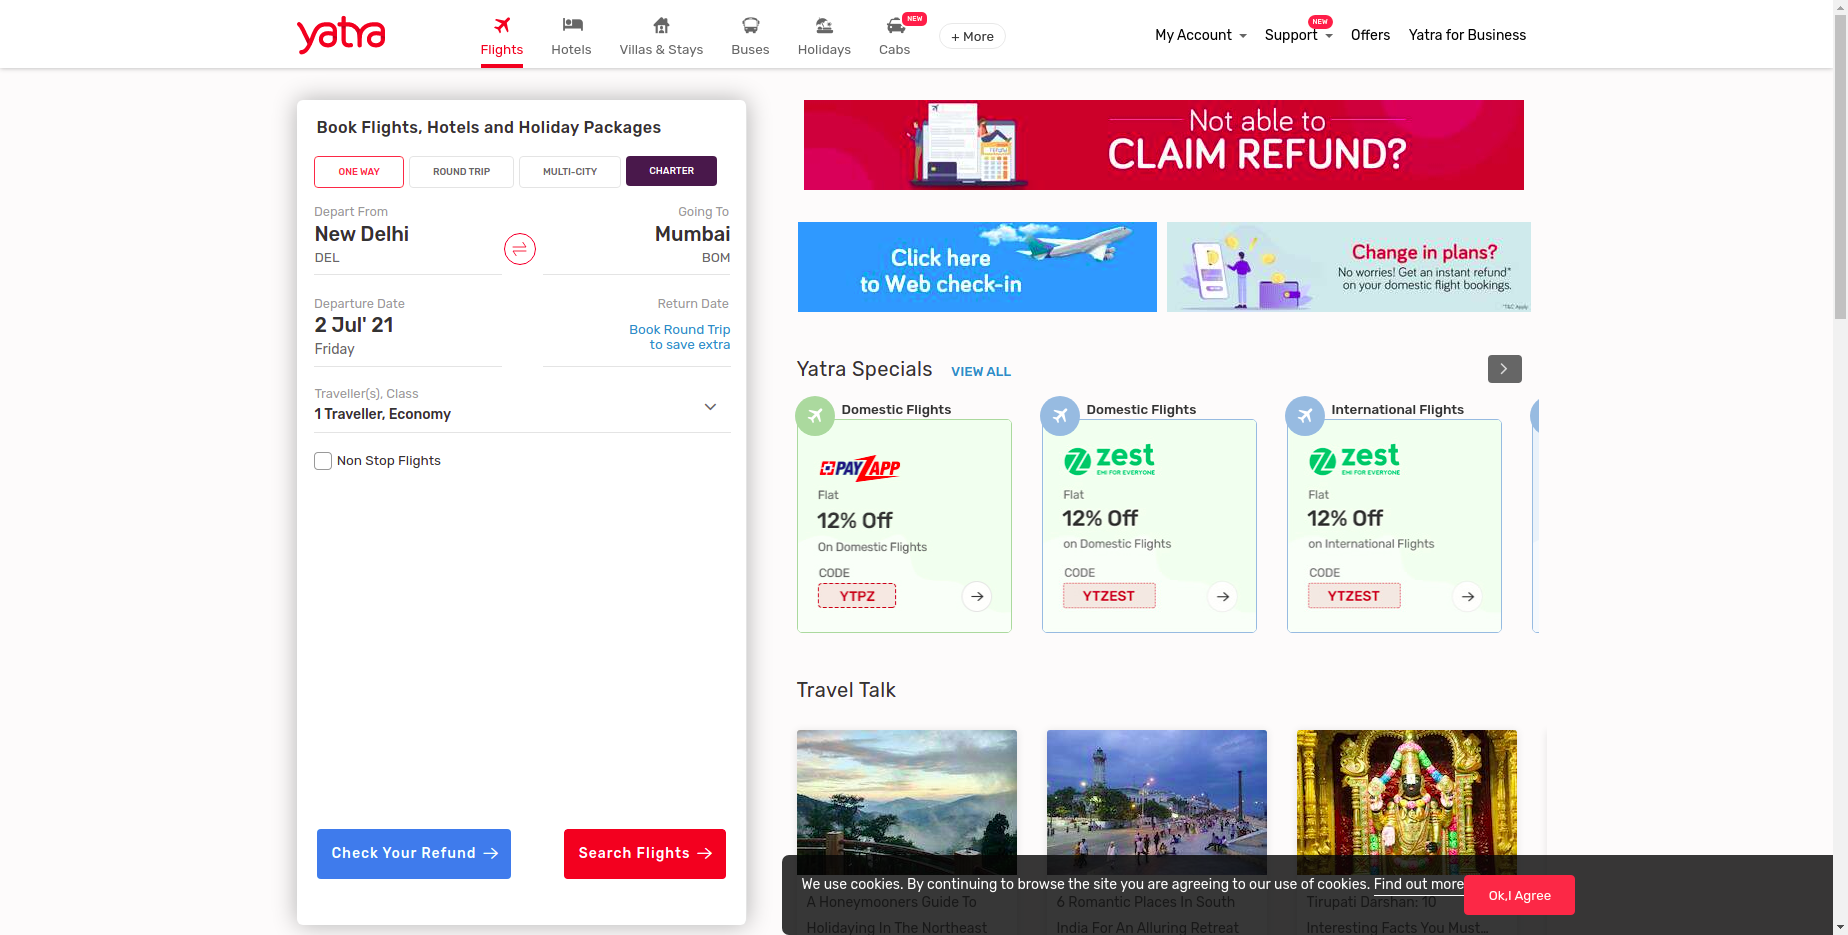 yatra
Flights
Hotels
Villas & Stays
Buses
Holidays
NEW
Cabs
+ More
My Account
NEW
Support
Offers
Yatra for Business
Book Flights, Hotels and Holiday Packages
ONE WAY
ROUND TRIP
MULTI-CITY
CHARTER
Depart From
New Delhi
DEL
Going To
Mumbai
BOM
Departure Date
2 Jul' 21
Friday
Return Date
Book Round Trip
to save extra
Traveller(s), Class
1 Traveller, Economy
Non Stop Flights
Check Your Refund
Search Flights
Not able to
CLAIM REFUND?
Click here
to Web check-in
Change in plans?
No worries! Get an instant refund*
on your domestic flight bookings.
*T&C Apply
Yatra Specials
VIEW ALL
Domestic Flights
PAYZAPP
Flat
12% Off
On Domestic Flights
CODE
YTPZ
Domestic Flights
zest
EMI FOR EVERYONE
Flat
12% Off
on Domestic Flights
CODE
YTZEST
International Flights
zest
EMI FOR EVERYONE
Flat
12% Off
on International Flights
CODE
YTZEST
Travel Talk
A Honeymooners Guide To
Holidaying In The Northeast
6 Romantic Places In South
India For An Alluring Retreat
Tirupati Darshan: 10
Interesting Facts You Must...
We use cookies. By continuing to browse the site you are agreeing to our use of cookies. Find out more
Ok,I Agree